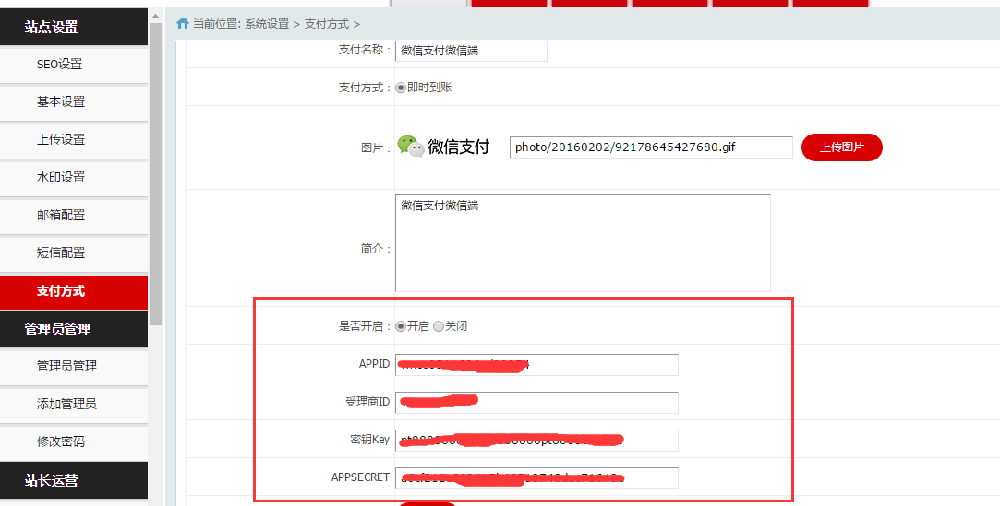 站点设置
SEO设置
基本设置
上传设置
水印设置
邮箱配置
短信配置
支付方式
管理员管理
管理员管理
添加管理员
修改密码
站长运营
当前位置: 系统设置 > 支付方式 >
支付名称： 微信支付微信端
支付方式： 即时到账
图片： 微信支付 photo/20160202/92178645427680.gif 上传图片
简介： 微信支付微信端
是否开启： 开启 关闭
APPID
受理商ID
密钥Key
APPSECRET